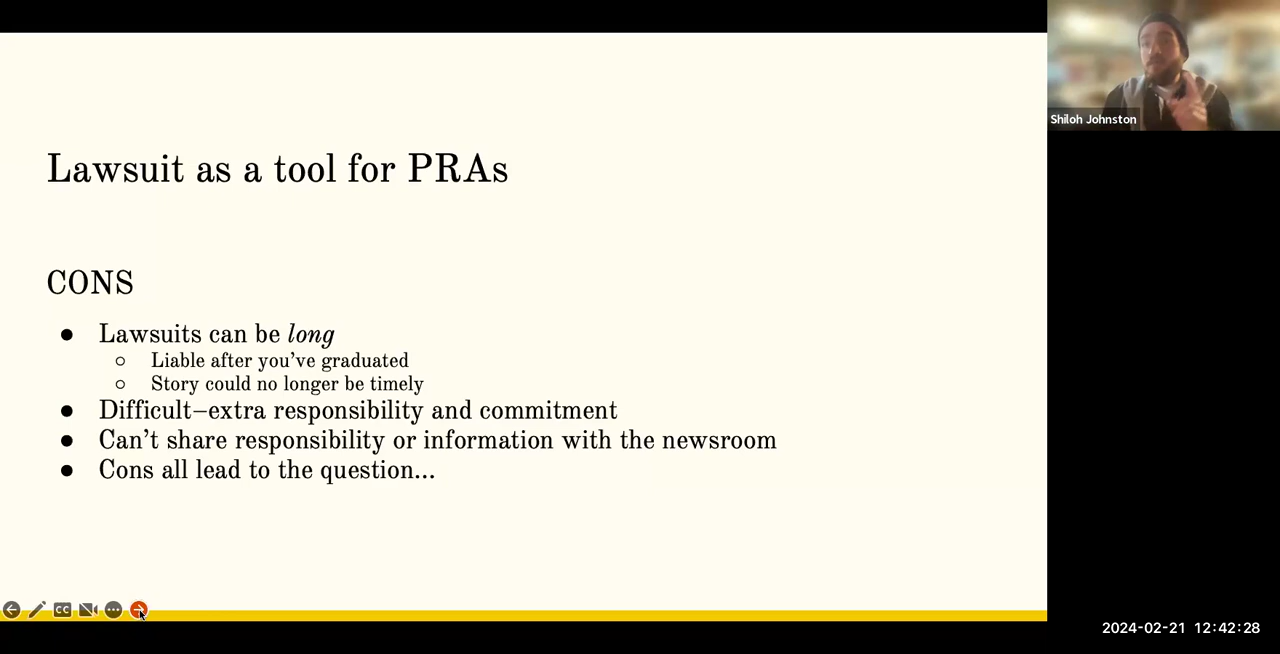 Shiloh Johnston
Lawsuit as a tool for PRAs
CONS
● Lawsuits can be long
○ Liable after you've graduated
○ Story could no longer be timely
● Difficult–extra responsibility and commitment
● Can't share responsibility or information with the newsroom
● Cons all lead to the question...
CC
2024-02-21 12:42:28